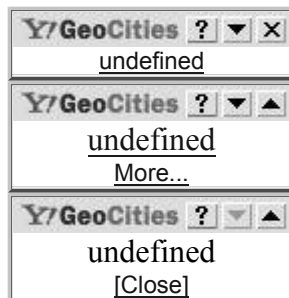 Y! GeoCities ?
undefined
Y! GeoCities ?
undefined
More...
Y! GeoCities ?
undefined
[Close]